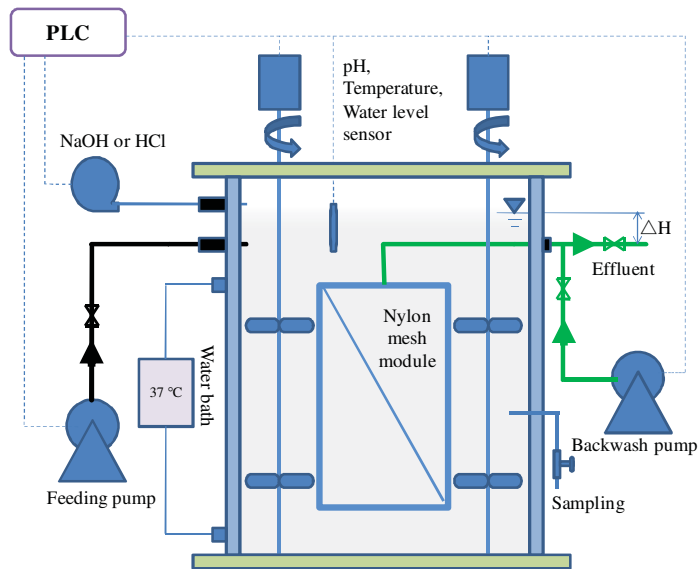 PLC
pH,
Temperature,
Water level
sensor
NaOH or HCl
△H
Effluent
Nylon
mesh
module
Water bath
37 ℃
Feeding pump
Backwash pump
Sampling